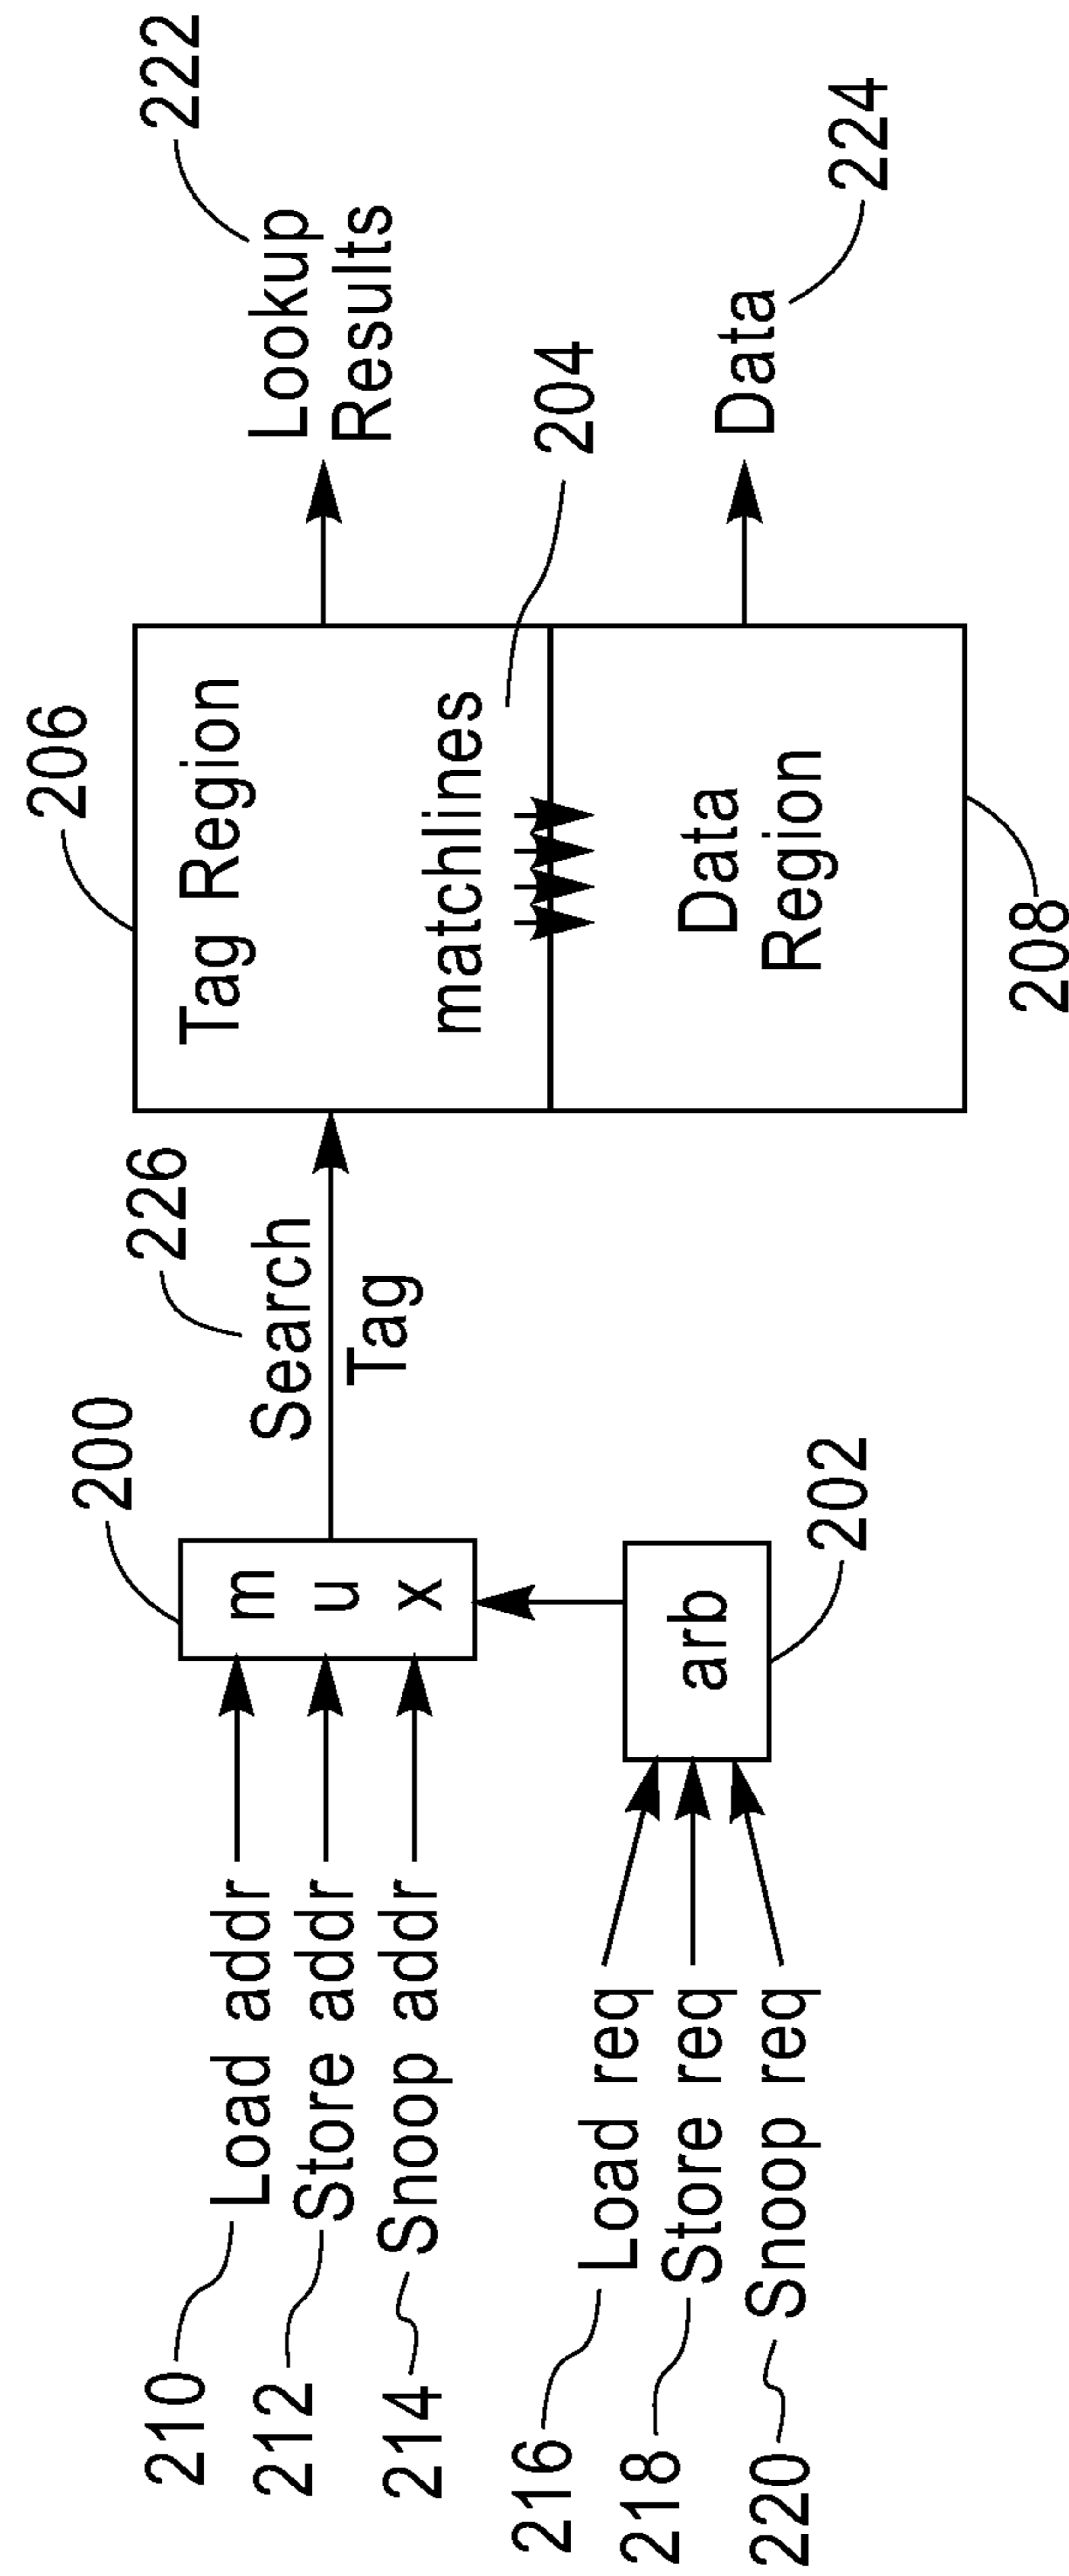 206
222
Tag Region
Lookup
Results
226
Search
Tag
200
m
u
x
210
Load addr
212
Store addr
214
Snoop addr
matchlines
204
Data
Region
Data
224
208
arb
202
216
Load req
218
Store req
220
Snoop req